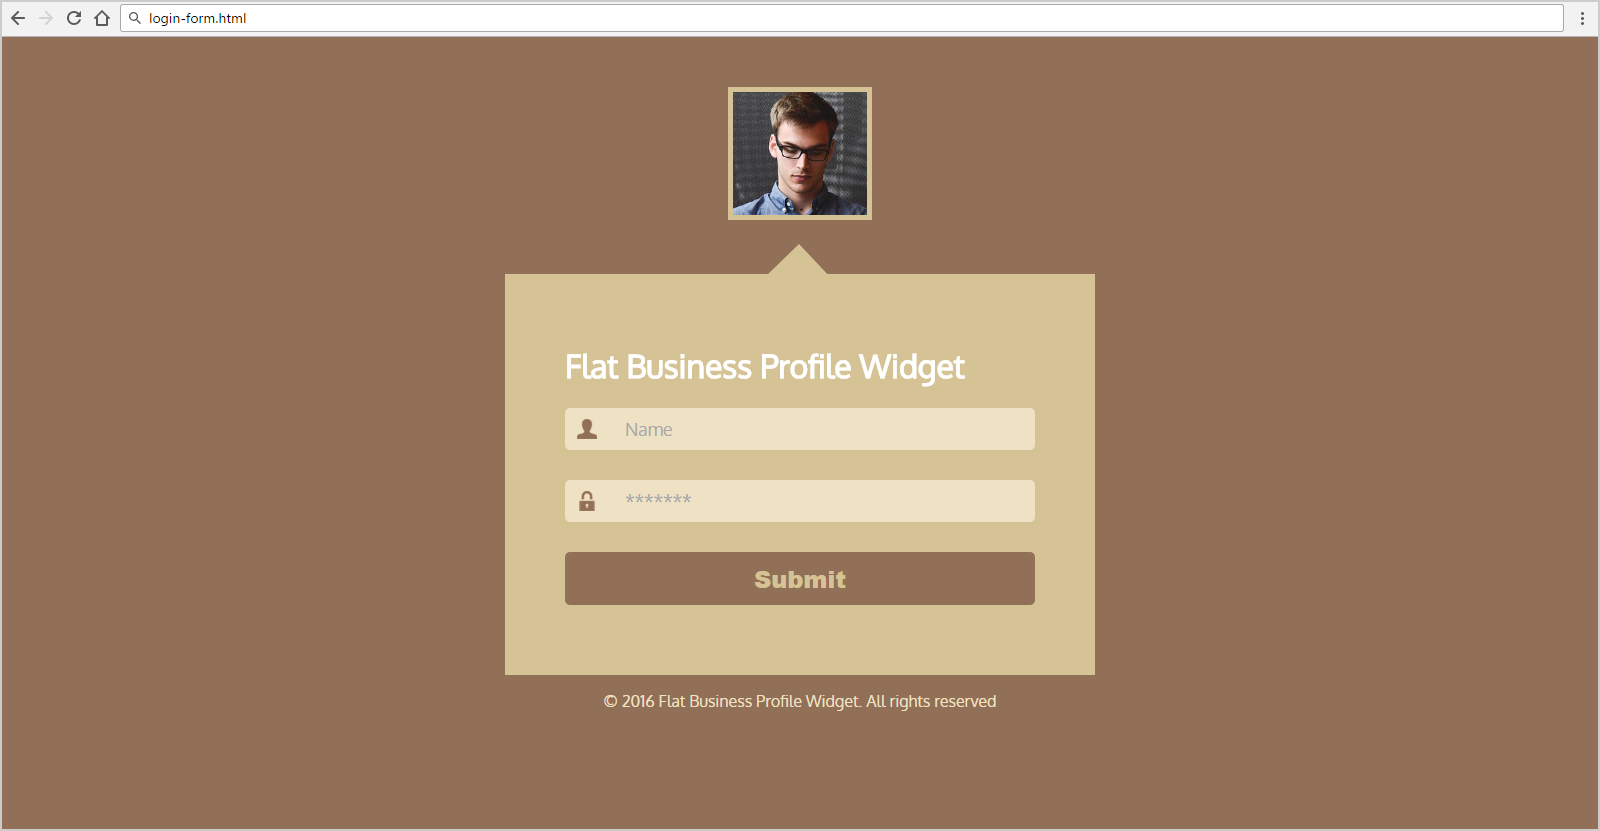 login-form.html
Flat Business Profile Widget
Name
*******
Submit
© 2016 Flat Business Profile Widget. All rights reserved